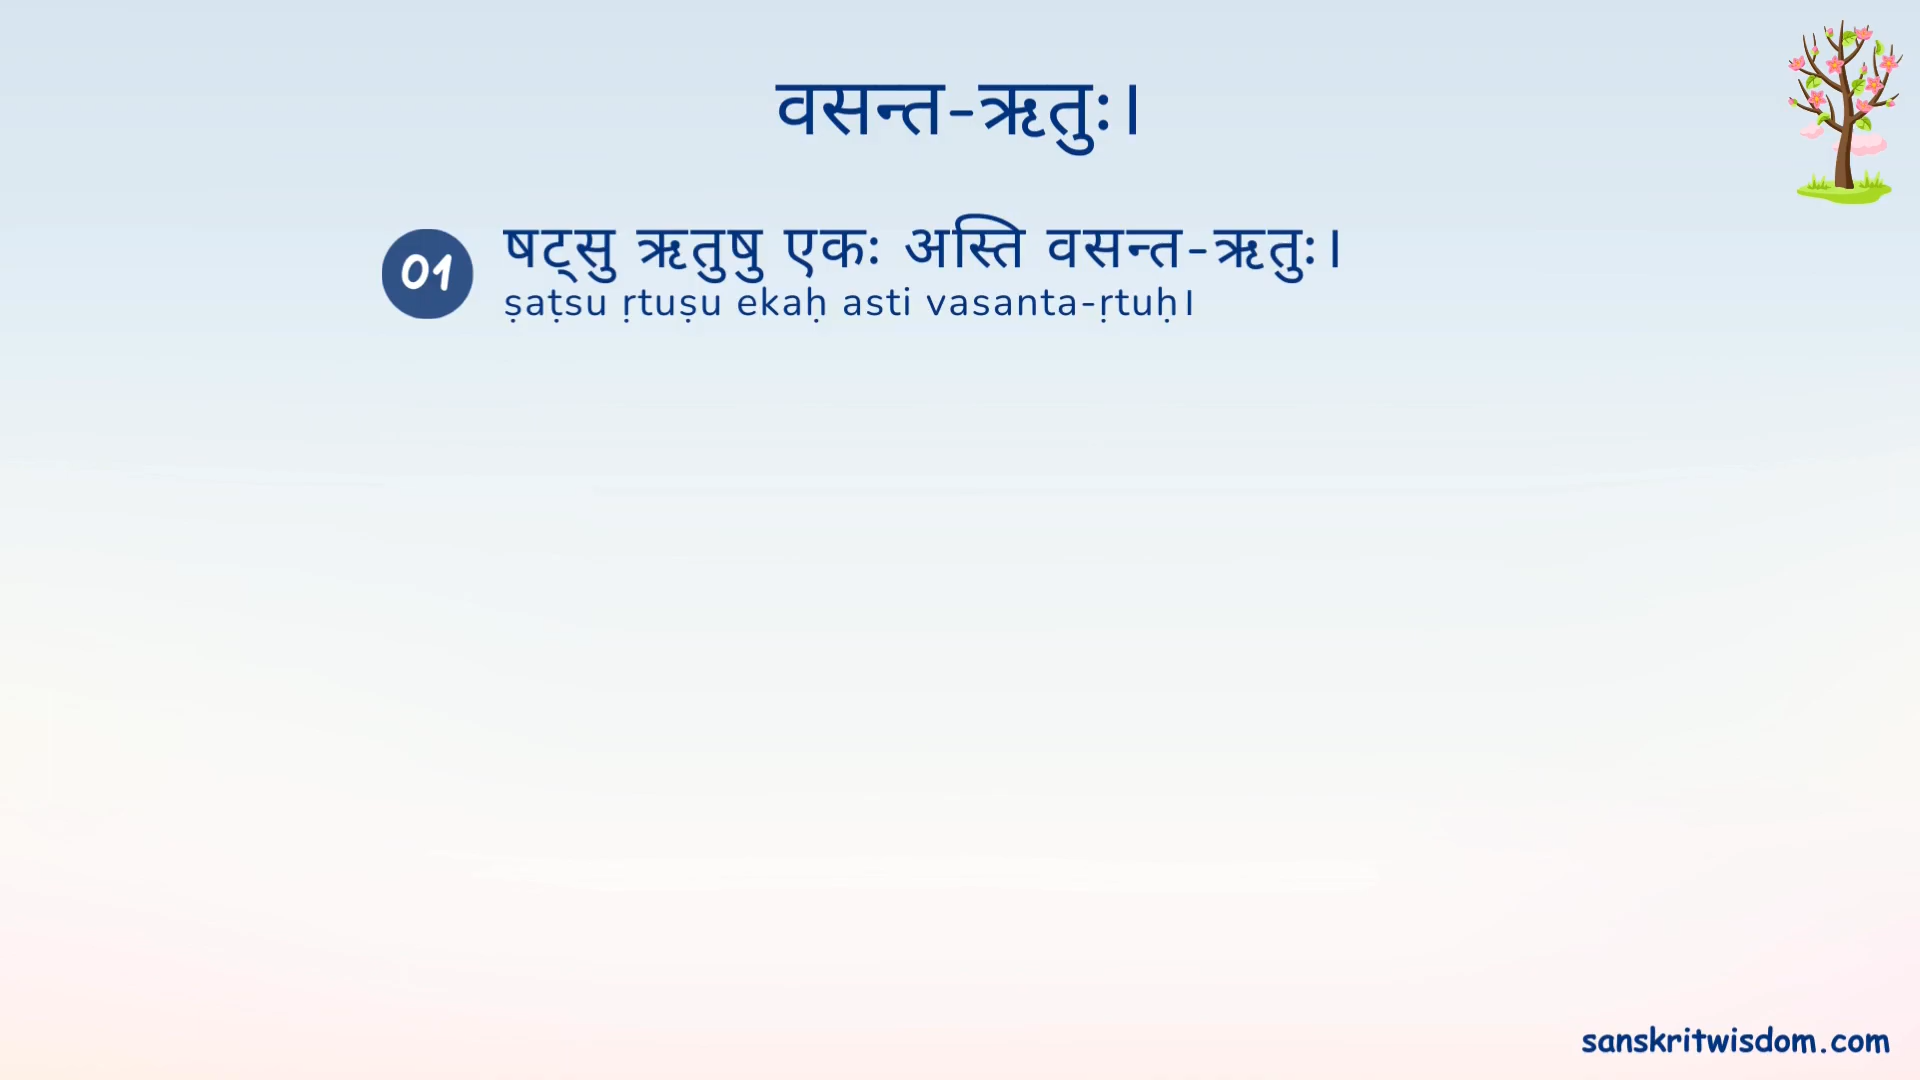 वसन्त-ऋतुः।
01
षट्सु ऋतुषु एकः अस्ति वसन्त-ऋतुः।
ṣaṭsu ṛtuṣu ekaḥ asti vasanta-ṛtuḥ।
sanskritwisdom.com